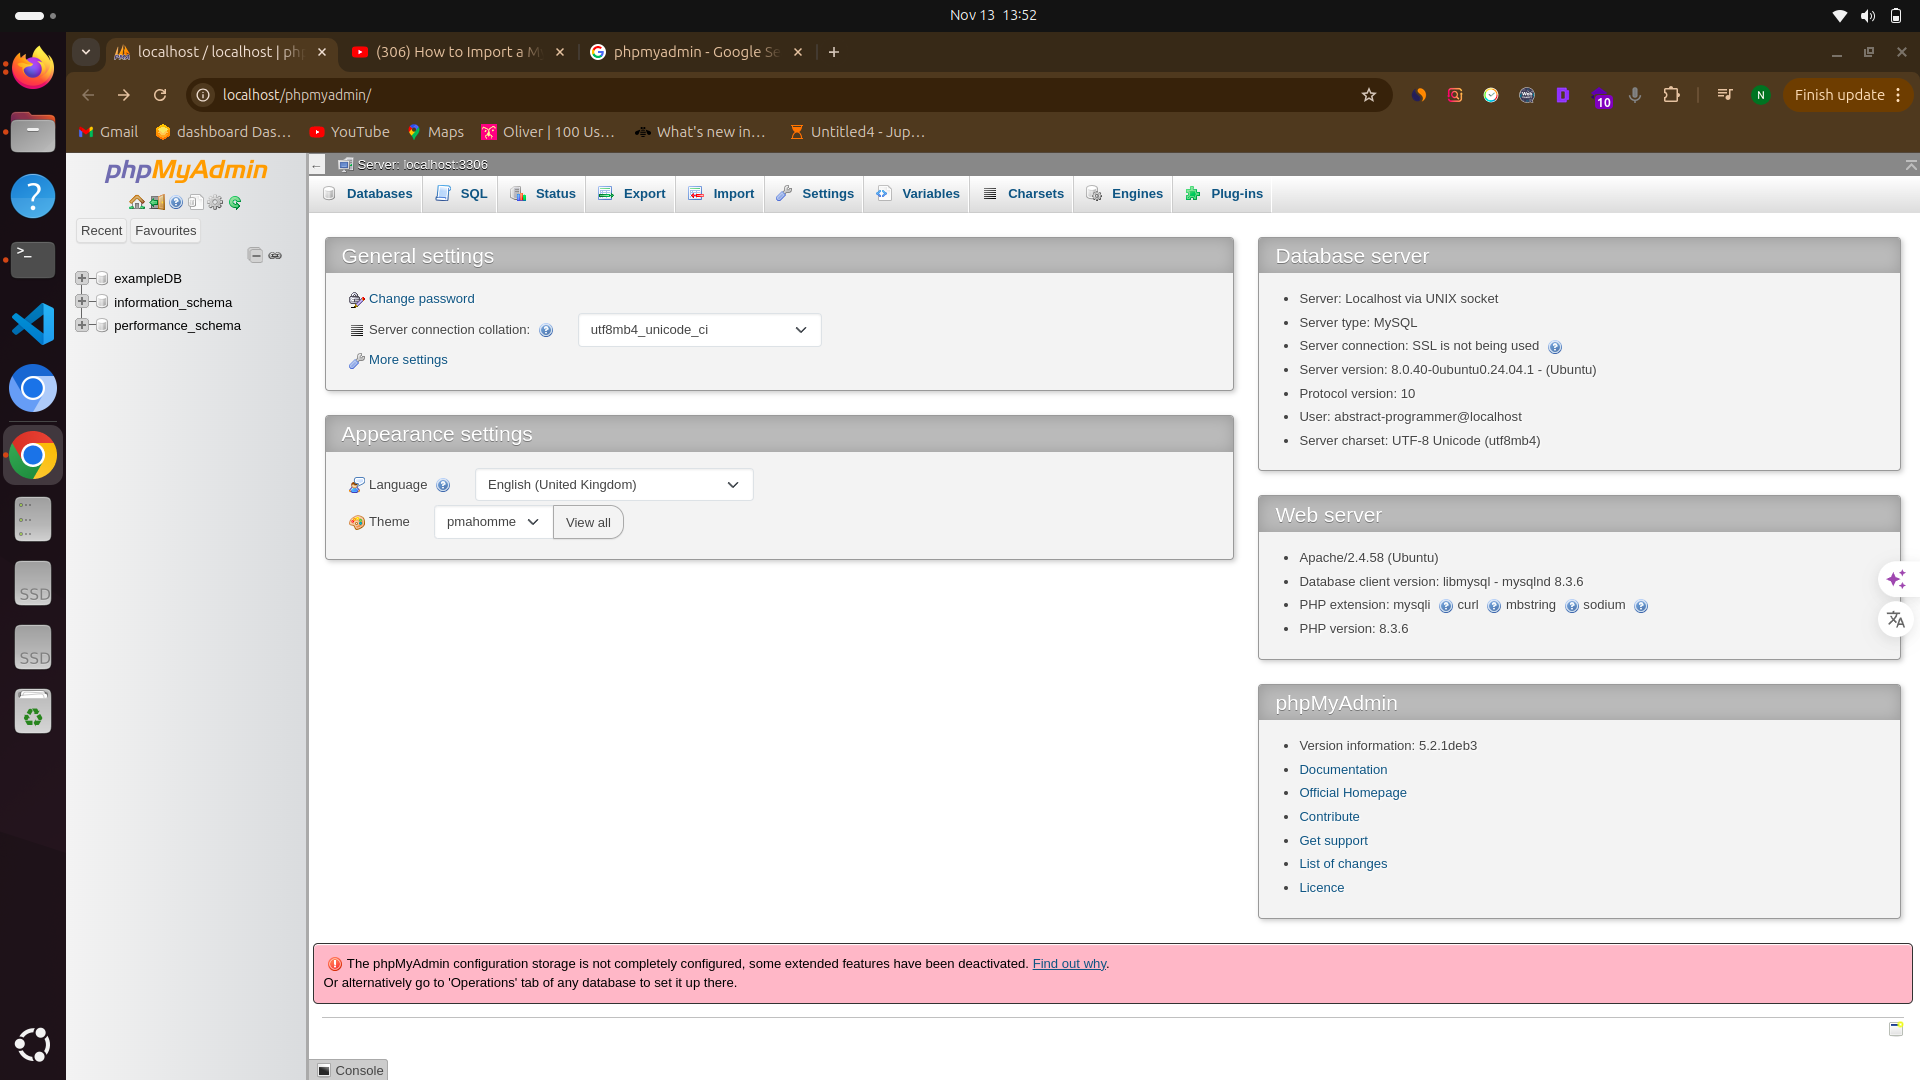 Nov 13 13:52
localhost / localhost | php
(306) How to Import a M
phpmyadmin - Google Se
localhost/phpmyadmin/
10
N
Finish update
Gmail
dashboard Das…
YouTube
Maps
Oliver | 100 Us…
What's new in…
Untitled4 - Jup…
phpMyAdmin
Recent
Favourites
exampleDB
information_schema
performance_schema
Server: localhost:3306
Databases
SQL
Status
Export
Import
Settings
Variables
Charsets
Engines
Plug-ins
General settings
Change password
Server connection collation:
utf8mb4_unicode_ci
More settings
Appearance settings
Language
English (United Kingdom)
Theme
pmahomme
View all
Database server
Server: Localhost via UNIX socket
Server type: MySQL
Server connection: SSL is not being used
Server version: 8.0.40-0ubuntu0.24.04.1 - (Ubuntu)
Protocol version: 10
User: abstract-programmer@localhost
Server charset: UTF-8 Unicode (utf8mb4)
Web server
Apache/2.4.58 (Ubuntu)
Database client version: libmysql - mysqlnd 8.3.6
PHP extension: mysqli curl mbstring sodium
PHP version: 8.3.6
phpMyAdmin
Version information: 5.2.1deb3
Documentation
Official Homepage
Contribute
Get support
List of changes
Licence
The phpMyAdmin configuration storage is not completely configured, some extended features have been deactivated. Find out why.
Or alternatively go to 'Operations' tab of any database to set it up there.
Console
SSD
SSD